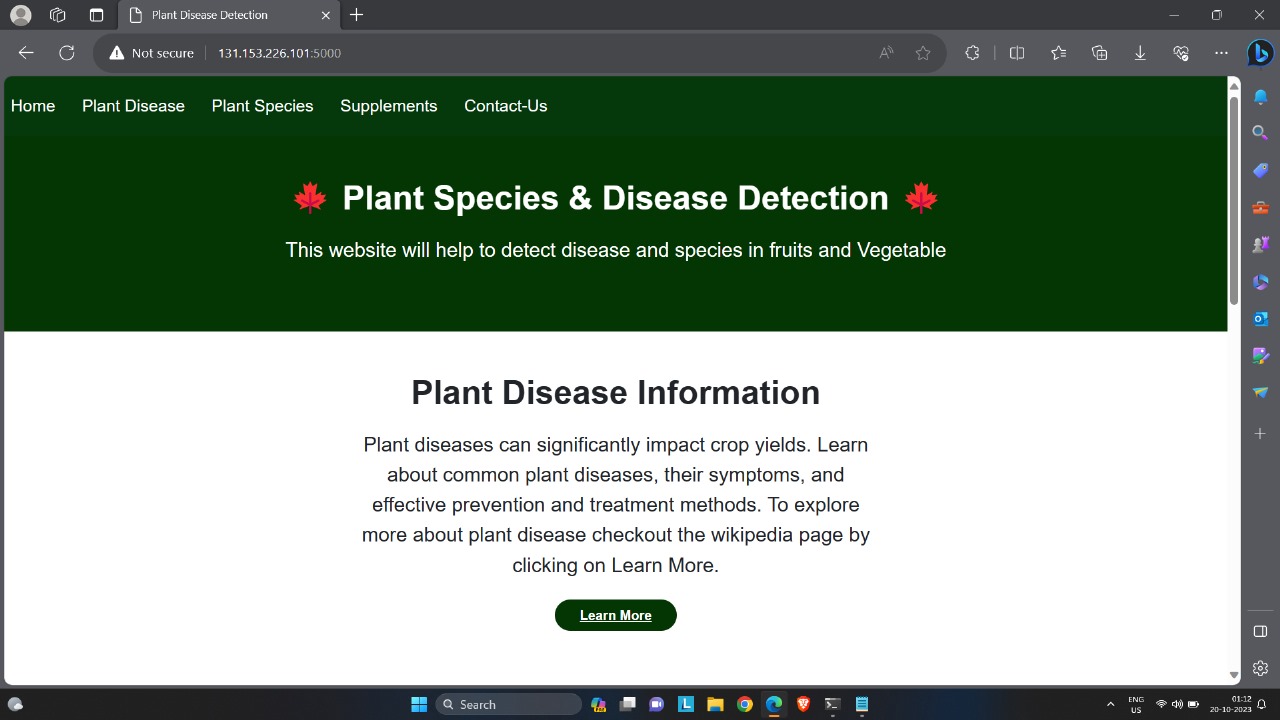 Plant Disease Detection
Not secure
131.153.226.101:5000
Home Plant Disease Plant Species Supplements Contact-Us
Plant Species & Disease Detection
This website will help to detect disease and species in fruits and Vegetable
Plant Disease Information
Plant diseases can significantly impact crop yields. Learn
about common plant diseases, their symptoms, and
effective prevention and treatment methods. To explore
more about plant disease checkout the wikipedia page by
clicking on Learn More.
Learn More
Search
ENG
US
01:12
20-10-2023